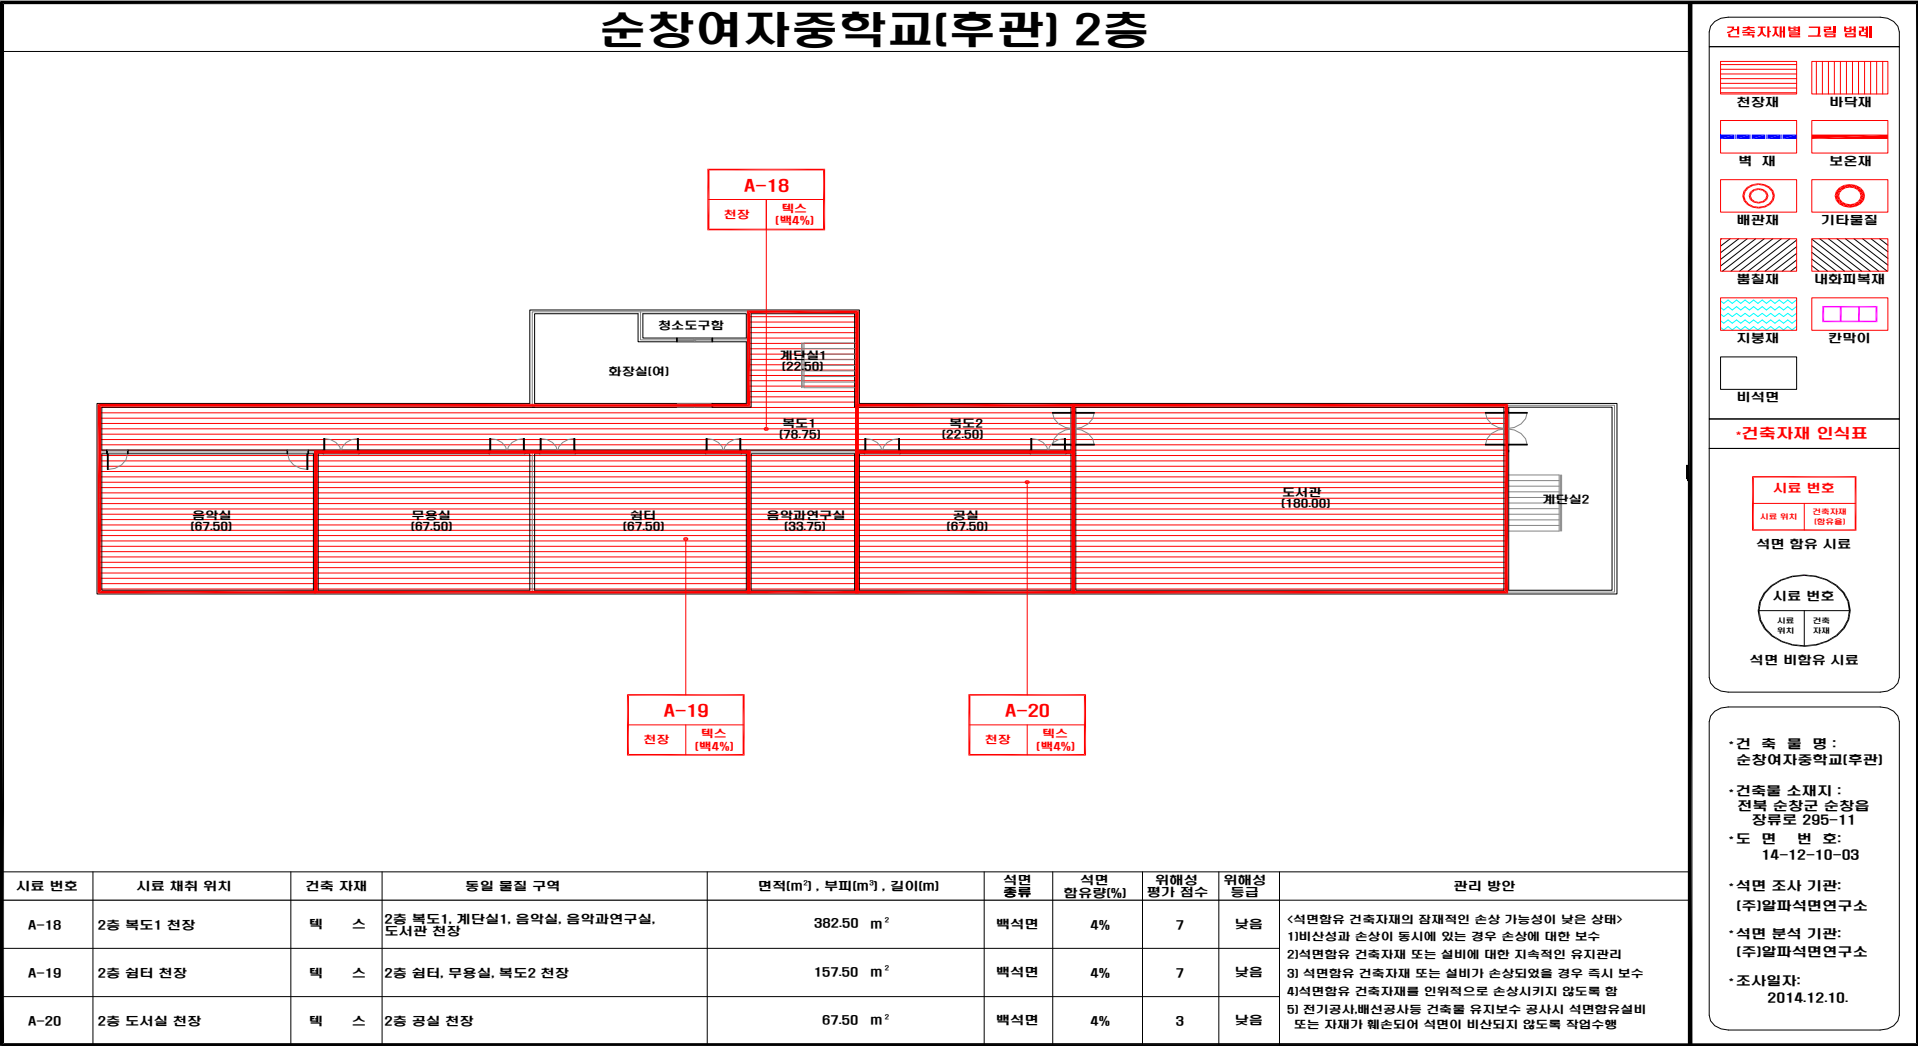 순창여자중학교(후관) 2층
A-18
천장
텍스
(백4%)
청소도구함
화장실(여)
계단실1
(22.50)
복도1
(78.75)
복도2
(22.50)
음악실
(67.50)
무용실
(67.50)
쉼터
(67.50)
음악과연구실
(33.75)
공실
(67.50)
도서관
(180.00)
계단실2
A-19
천장
텍스
(백4%)
A-20
천장
텍스
(백4%)
시료 번호 시료 채취 위치 건축 자재 동일 물질 구역 면적(m²) , 부피(m³) , 길이(m) 석면 종류 석면 함유량(%) 위해성 평가 점수 위해성 등급 관리 방안
A-18 2층 복도1 천장 텍 스 2층 복도1, 계단실1, 음악실, 음악과연구실, 도서관 천장 382.50 m² 백석면 4% 7 낮음
A-19 2층 쉼터 천장 텍 스 2층 쉼터, 무용실, 복도2 천장 157.50 m² 백석면 4% 7 낮음
A-20 2층 도서실 천장 텍 스 2층 공실 천장 67.50 m² 백석면 4% 3 낮음
<석면함유 건축자재의 잠재적인 손상 가능성이 낮은 상태>
1)비산성과 손상이 동시에 있는 경우 손상에 대한 보수
2)석면함유 건축자재 또는 설비에 대한 지속적인 유지관리
3) 석면함유 건축자재 또는 설비가 손상되었을 경우 즉시 보수
4)석면함유 건축자재를 인위적으로 손상시키지 않도록 함
5) 전기공사,배선공사등 건축물 유지보수 공사시 석면함유설비
또는 자재가 훼손되어 석면이 비산되지 않도록 작업수행
건축자재별 그림 범례
천장재 바닥재
벽 재 보온재
배관재 기타물질
뿜칠재 내화피복재
지붕재 칸막이
비석면
*건축자재 인식표
시료 번호
시료 위치
건축자재
(함유율)
석면 함유 시료
시료 번호
시료
위치
건축
자재
석면 비함유 시료
*건 축 물 명 :
순창여자중학교(후관)
*건축물 소재지 :
전북 순창군 순창읍
장류로 295-11
*도 면 번 호:
14-12-10-03
*석면 조사 기관:
(주)알파석면연구소
*석면 분석 기관:
(주)알파석면연구소
*조사일자:
2014.12.10.